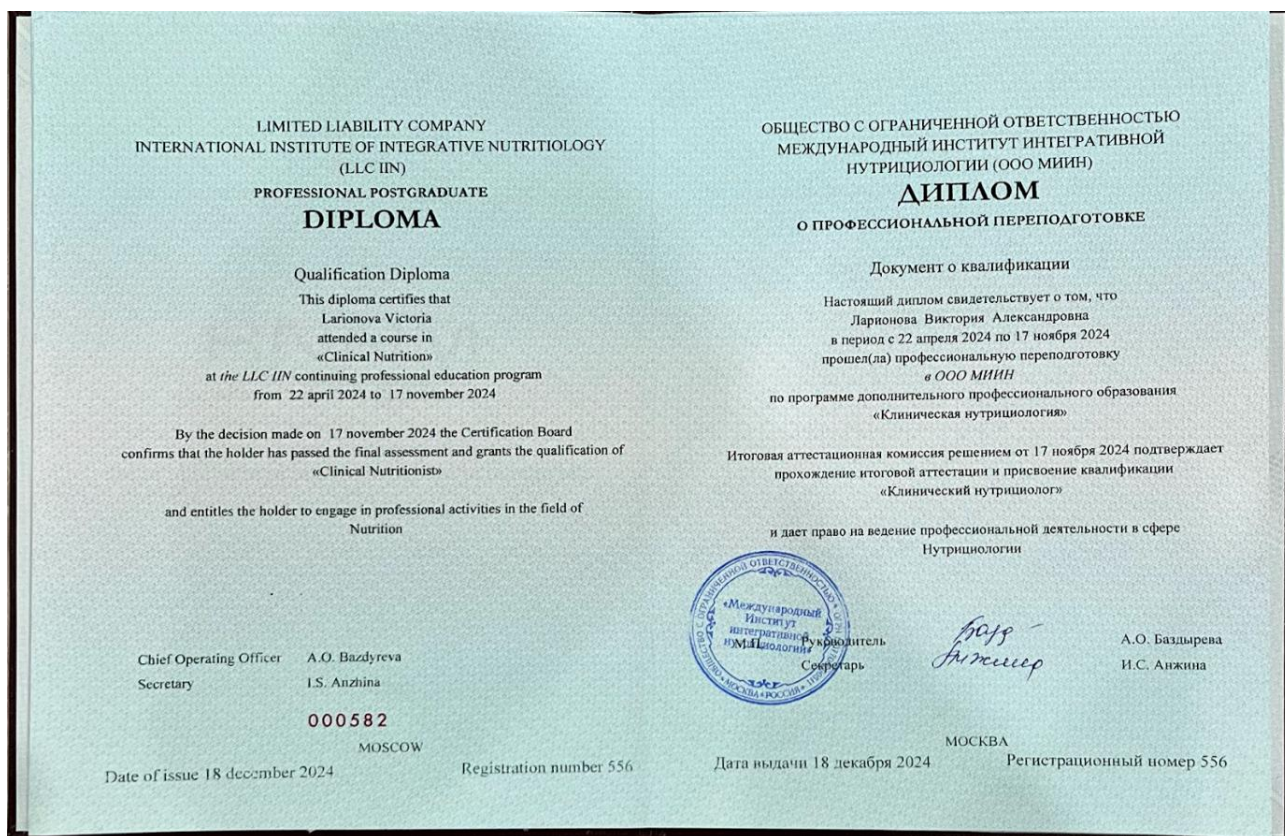 LIMITED LIABILITY COMPANY
INTERNATIONAL INSTITUTE OF INTEGRATIVE NUTRITIOLOGY
(LLC IIN)
PROFESSIONAL POSTGRADUATE
DIPLOMA
Qualification Diploma
This diploma certifies that
Larionova Victoria
attended a course in
«Clinical Nutrition»
at the LLC IIN continuing professional education program
from 22 april 2024 to 17 november 2024
By the decision made on 17 november 2024 the Certification Board
confirms that the holder has passed the final assessment and grants the qualification of
«Clinical Nutritionist»
and entitles the holder to engage in professional activities in the field of
Nutrition
Chief Operating Officer A.O. Bazdyreva
Secretary I.S. Anzhina
000582
MOSCOW
Date of issue 18 december 2024 Registration number 556
ОБЩЕСТВО С ОГРАНИЧЕННОЙ ОТВЕТСТВЕННОСТЬЮ
МЕЖДУНАРОДНЫЙ ИНСТИТУТ ИНТЕГРАТИВНОЙ
НУТРИЦИОЛОГИИ (ООО МИИН)
ДИПЛОМ
О ПРОФЕССИОНАЛЬНОЙ ПЕРЕПОДГОТОВКЕ
Документ о квалификации
Настоящий диплом свидетельствует о том, что
Ларионова Виктория Александровна
в период с 22 апреля 2024 по 17 ноября 2024
прошел(ла) профессиональную переподготовку
в ООО МИИН
по программе дополнительного профессионального образования
«Клиническая нутрициология»
Итоговая аттестационная комиссия решением от 17 ноября 2024 подтверждает
прохождение итоговой аттестации и присвоение квалификации
«Клинический нутрициолог»
и дает право на ведение профессиональной деятельности в сфере
Нутрициологии
ОБЩЕСТВО С ОГРАНИЧЕННОЙ ОТВЕТСТВЕННОСТЬЮ
МОСКВА РОССИЯ
«Международный
Институт
интегративной
нутрициологии»
М.П. Руководитель А.О. Баздырева
Секретарь И.С. Анжина
МОСКВА
Дата выдачи 18 декабря 2024 Регистрационный номер 556